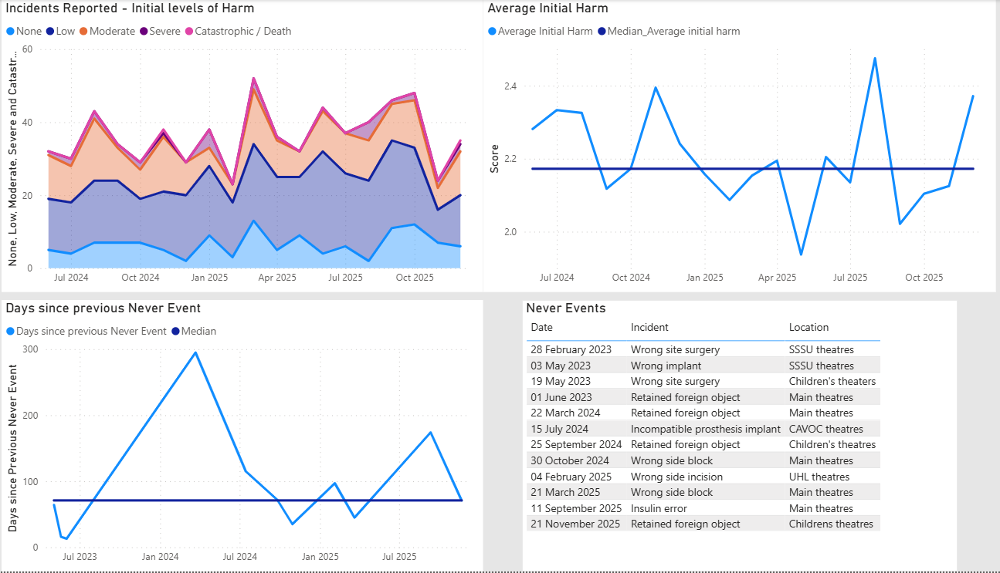 Incidents Reported - Initial levels of Harm
None Low Moderate Severe Catastrophic / Death
None, Low, Moderate, Severe and Catastr...
60
40
20
0
Jul 2024 Oct 2024 Jan 2025 Apr 2025 Jul 2025 Oct 2025
Average Initial Harm
Average Initial Harm Median_Average initial harm
Score
2.4
2.2
2.0
Jul 2024 Oct 2024 Jan 2025 Apr 2025 Jul 2025 Oct 2025
Days since previous Never Event
Days since previous Never Event Median
Days since Previous Never Event
300
200
100
0
Jul 2023 Jan 2024 Jul 2024 Jan 2025 Jul 2025
Never Events
Date Incident Location
28 February 2023 Wrong site surgery SSSU theatres
03 May 2023 Wrong implant SSSU theatres
19 May 2023 Wrong site surgery Children's theaters
01 June 2023 Retained foreign object Main theatres
22 March 2024 Retained foreign object Main theatres
15 July 2024 Incompatible prosthesis implant CAVOC theatres
25 September 2024 Retained foreign object Children's theatres
30 October 2024 Wrong side block Main theatres
04 February 2025 Wrong side incision UHL theatres
21 March 2025 Wrong side block Main theatres
11 September 2025 Insulin error Main theatres
21 November 2025 Retained foreign object Childrens theatres